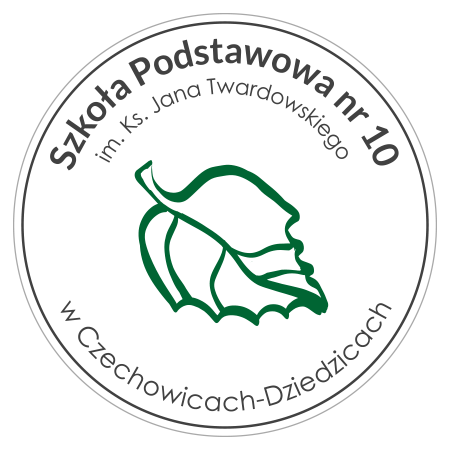 Szkoła Podstawowa nr 10
im. Ks. Jana Twardowskiego
w Czechowicach-Dziedzicach